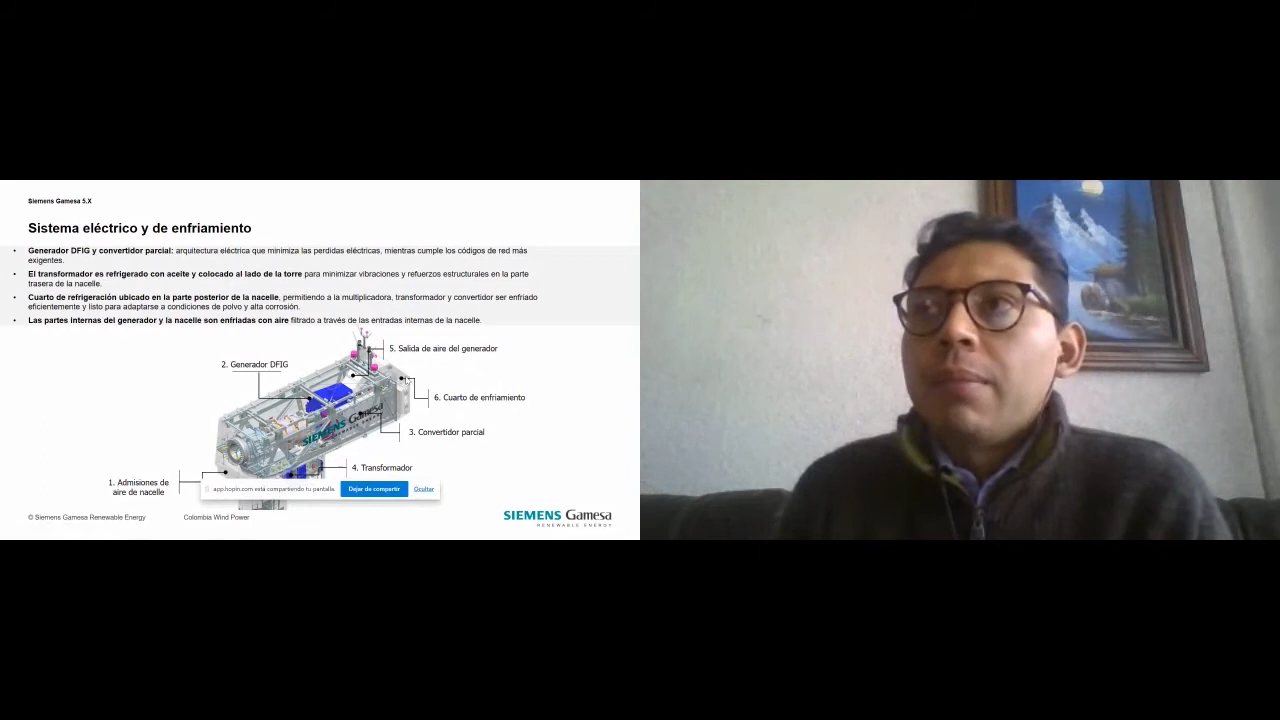 Siemens Gamesa 5.X
Sistema eléctrico y de enfriamiento
• Generador DFIG y convertidor parcial: arquitectura eléctrica que minimiza las perdidas eléctricas, mientras cumple los códigos de red más
exigentes.
• El transformador es refrigerado con aceite y colocado al lado de la torre para minimizar vibraciones y refuerzos estructurales en la parte
trasera de la nacelle.
• Cuarto de refrigeración ubicado en la parte posterior de la nacelle, permitiendo a la multiplicadora, transformador y convertidor ser enfriado
eficientemente y listo para adaptarse a condiciones de polvo y alta corrosión.
• Las partes internas del generador y la nacelle son enfriadas con aire filtrado a través de las entradas internas de la nacelle.
5. Salida de aire del generador
2. Generador DFIG
6. Cuarto de enfriamiento
SIEMENS Gamesa
RENEWABLE ENERGY
3. Convertidor parcial
4. Transformador
1. Admisiones de
aire de nacelle
app.hopin.com está compartiendo tu pantalla.
Dejar de compartir
Ocultar
© Siemens Gamesa Renewable Energy
Colombia Wind Power
SIEMENS Gamesa
RENEWABLE ENERGY